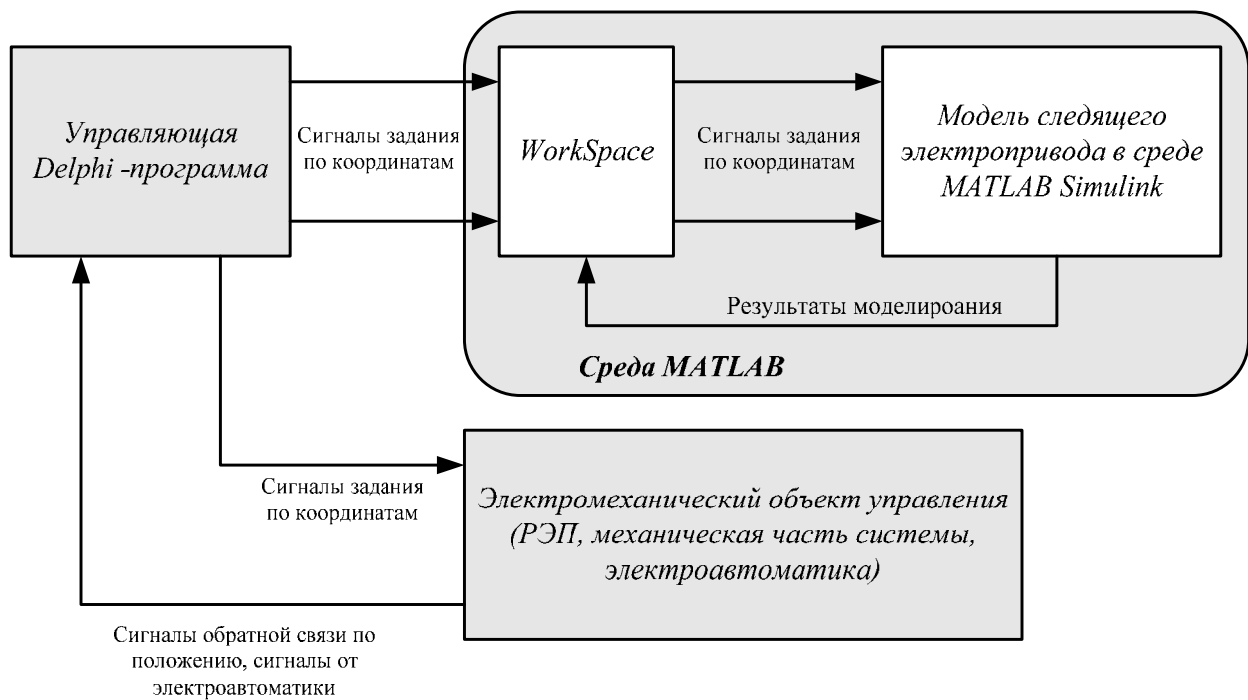 Управляющая
Delphi -программа
Сигналы задания
по координатам
WorkSpace
Сигналы задания
по координатам
Модель следящего
электропривода в среде
MATLAB Simulink
Результаты моделироания
Среда MATLAB
Сигналы задания
по координатам
Электромеханический объект управления
(РЭП, механическая часть системы,
электроавтоматика)
Сигналы обратной связи по
положению, сигналы от
электроавтоматики